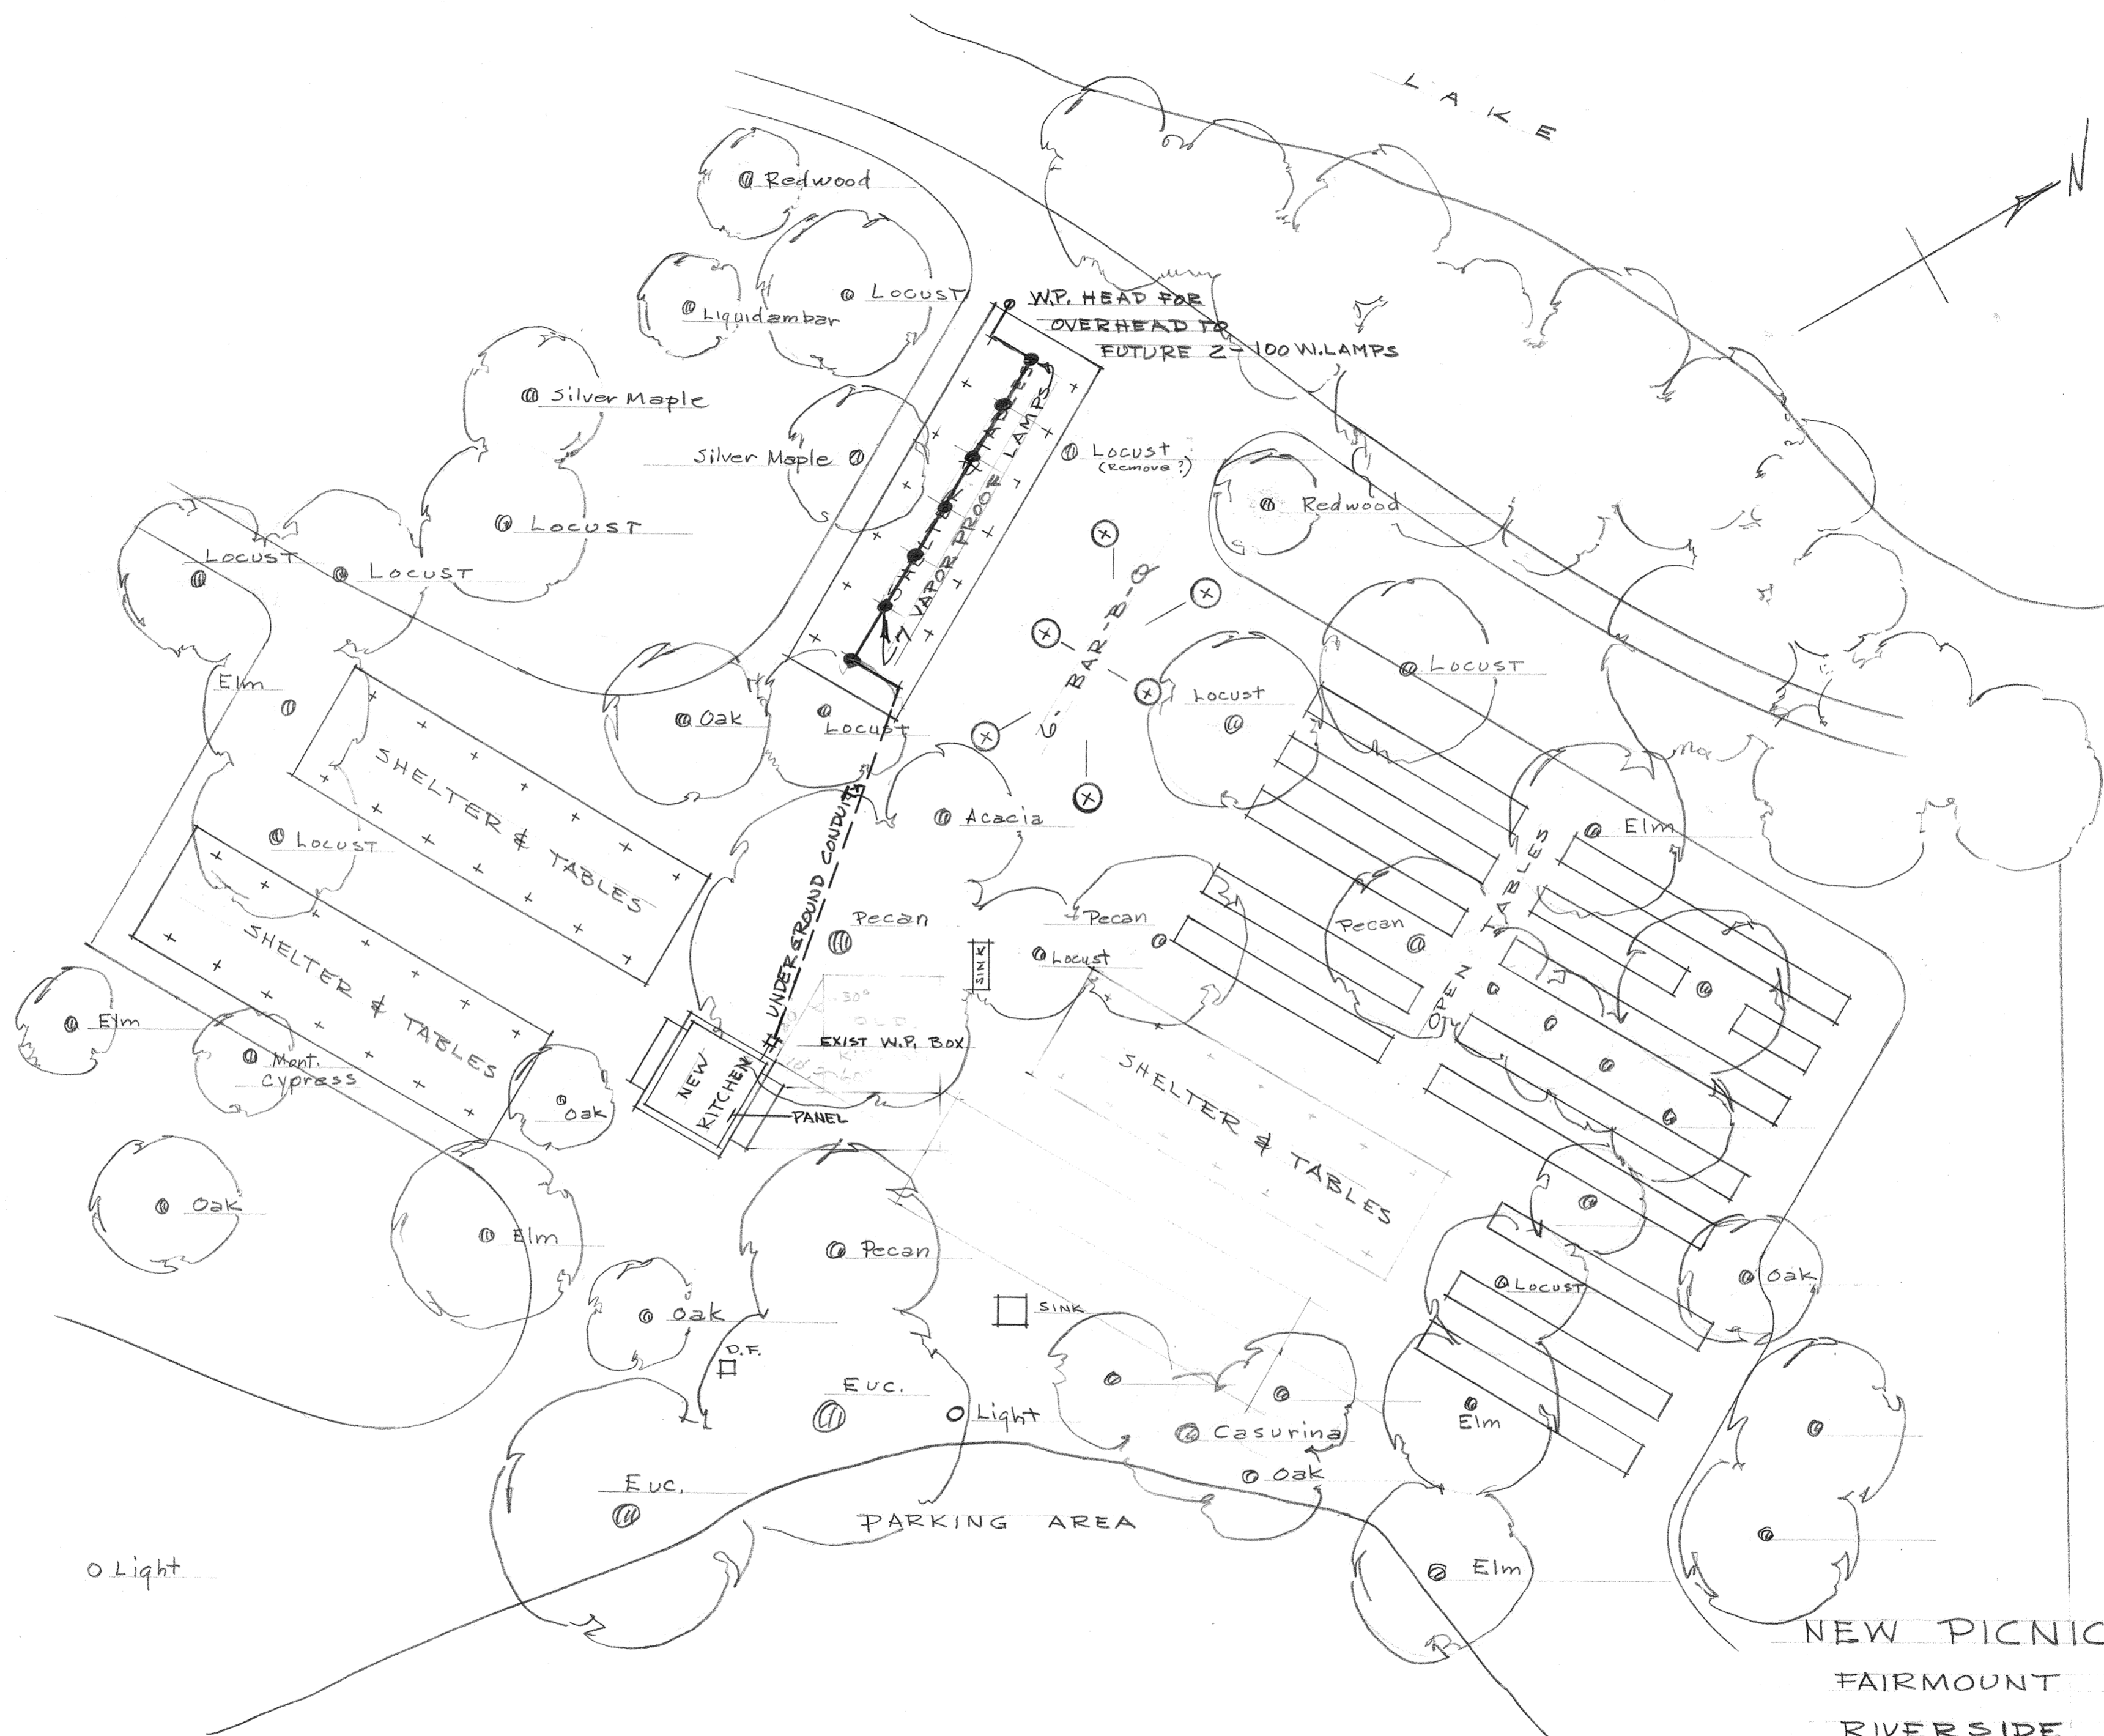 LAKE
N
Redwood
Liquidambar
Locust
W.P. HEAD FOR
OVERHEAD TO
FUTURE 2-100 W. LAMPS
Silver Maple
Silver Maple
Locust
(Remove?)
SHELTER & TABLES
7 VAPOR PROOF LAMPS
Redwood
Locust
Locust
Locust
6-BAR-B-Q
Elm
Oak
Locust
Locust
Locust
SHELTER & TABLES
Locust
Acacia
Elm
UNDERGROUND CONDUIT
OPEN TABLES
Pecan
Pecan
Pecan
Locust
SINK
SHELTER & TABLES
Elm
Mont.
Cypress
Oak
NEW
KITCHEN
EXIST W.P. BOX
PANEL
30°
OLD
SHELTER & TABLES
Oak
Elm
Pecan
Oak
SINK
Locust
Oak
D.F.
Euc.
Light
Casurina
Oak
Elm
Euc.
PARKING AREA
Light
Elm
NEW PICNIC
FAIRMOUNT
RIVERSIDE